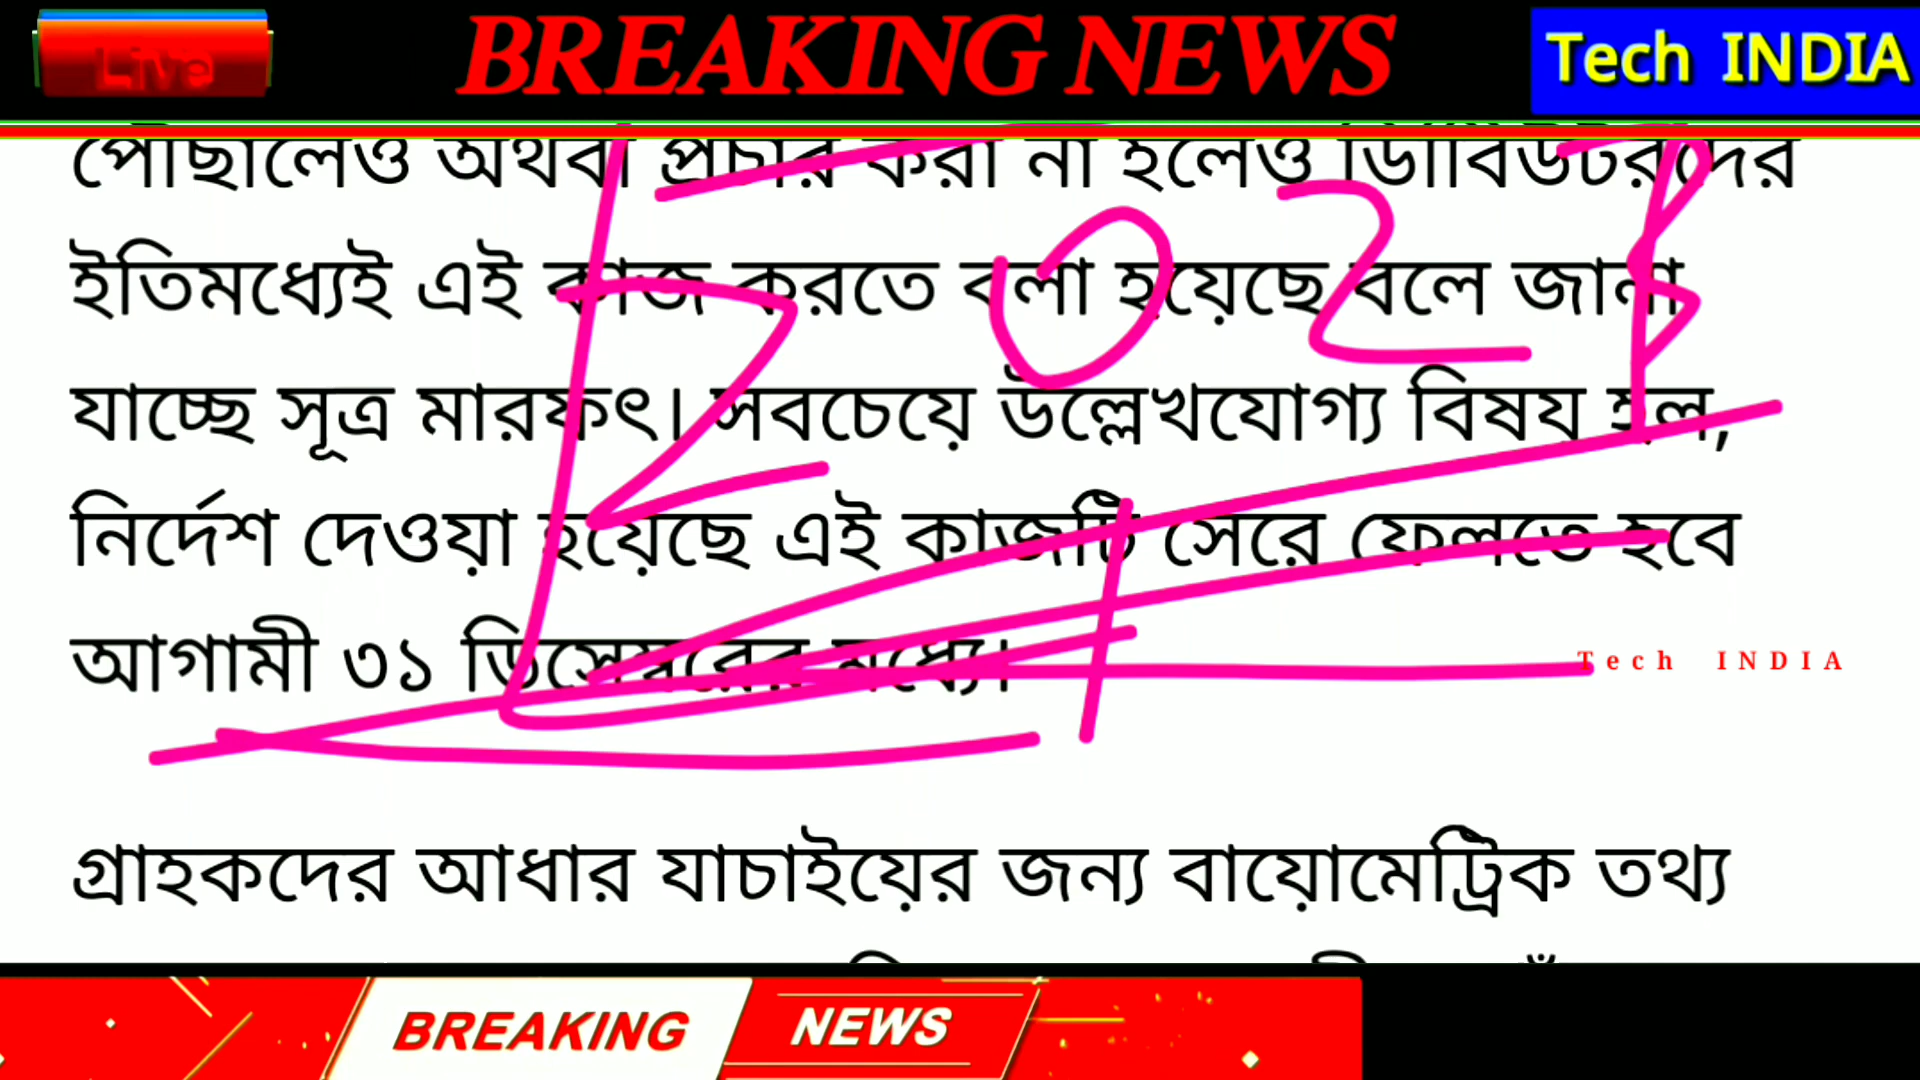 Live
BREAKING NEWS
Tech INDIA
পৌঁছালেও অথবা প্রচার করা না হলেও ডিস্ট্রিবিউটরদের
ইতিমধ্যেই এই কাজ করতে বলা হয়েছে বলে জানা
যাচ্ছে সূত্র মারফৎ। সবচেয়ে উল্লেখযোগ্য বিষয় হল,
নির্দেশ দেওয়া হয়েছে এই কাজটি সেরে ফেলতে হবে
আগামী ৩১ ডিসেম্বরের মধ্যে।
Tech INDIA
গ্রাহকদের আধার যাচাইয়ের জন্য বায়োমেট্রিক তথ্য
BREAKING NEWS